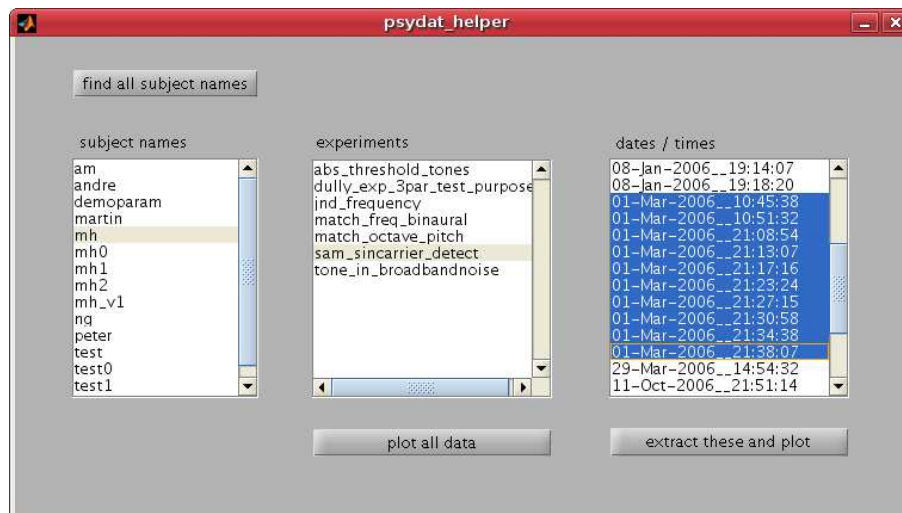 psydat_helper
find all subject names
subject names
am
andre
demoparam
martin
mh
mh0
mh1
mh2
mh_v1
ng
peter
test
test0
test1
experiments
abs_threshold_tones
dully_exp_3par_test_purpose
jnd_frequency
match_freq_binaural
match_octave_pitch
sam_sincarrier_detect
tone_in_broadbandnoise
plot all data
dates / times
08-Jan-2006__19:14:07
08-Jan-2006__19:18:20
01-Mar-2006__10:45:38
01-Mar-2006__10:51:32
01-Mar-2006__21:08:54
01-Mar-2006__21:13:07
01-Mar-2006__21:17:16
01-Mar-2006__21:23:24
01-Mar-2006__21:27:15
01-Mar-2006__21:30:58
01-Mar-2006__21:34:38
01-Mar-2006__21:38:07
29-Mar-2006__14:54:32
11-Oct-2006__21:51:14
extract these and plot